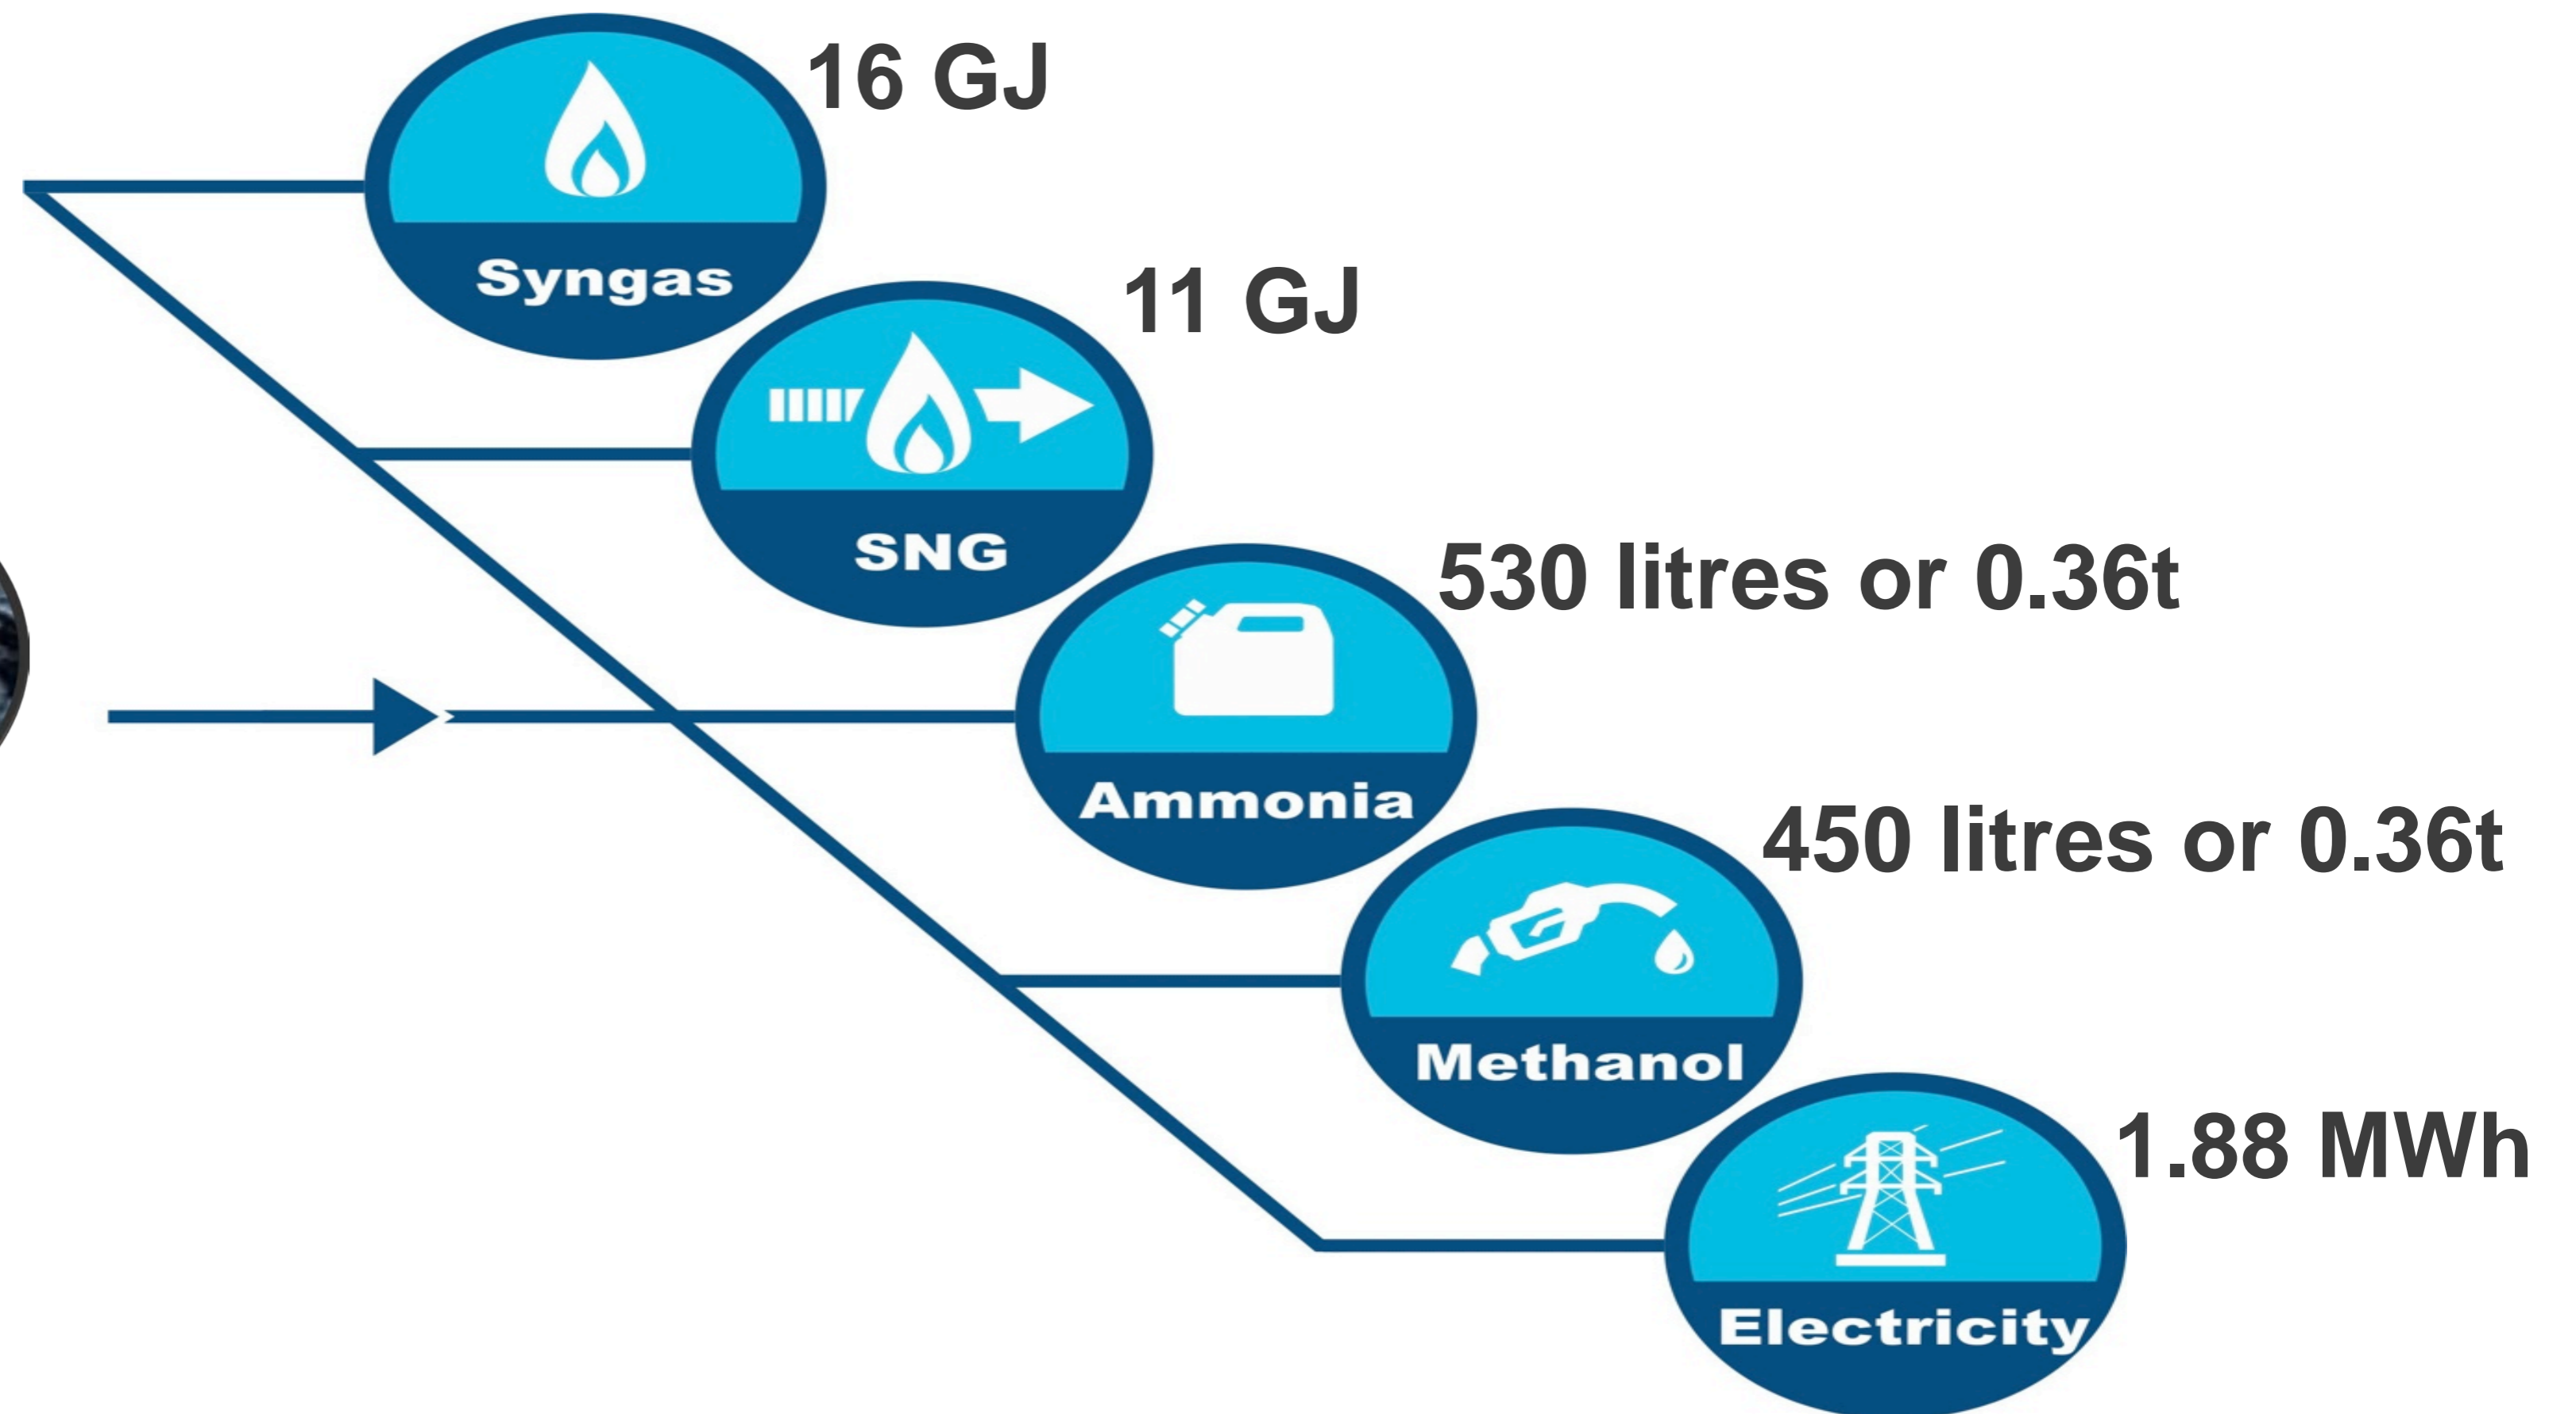 16 GJ
Syngas
11 GJ
SNG
530 litres or 0.36t
Ammonia
450 litres or 0.36t
Methanol
1.88 MWh
Electricity